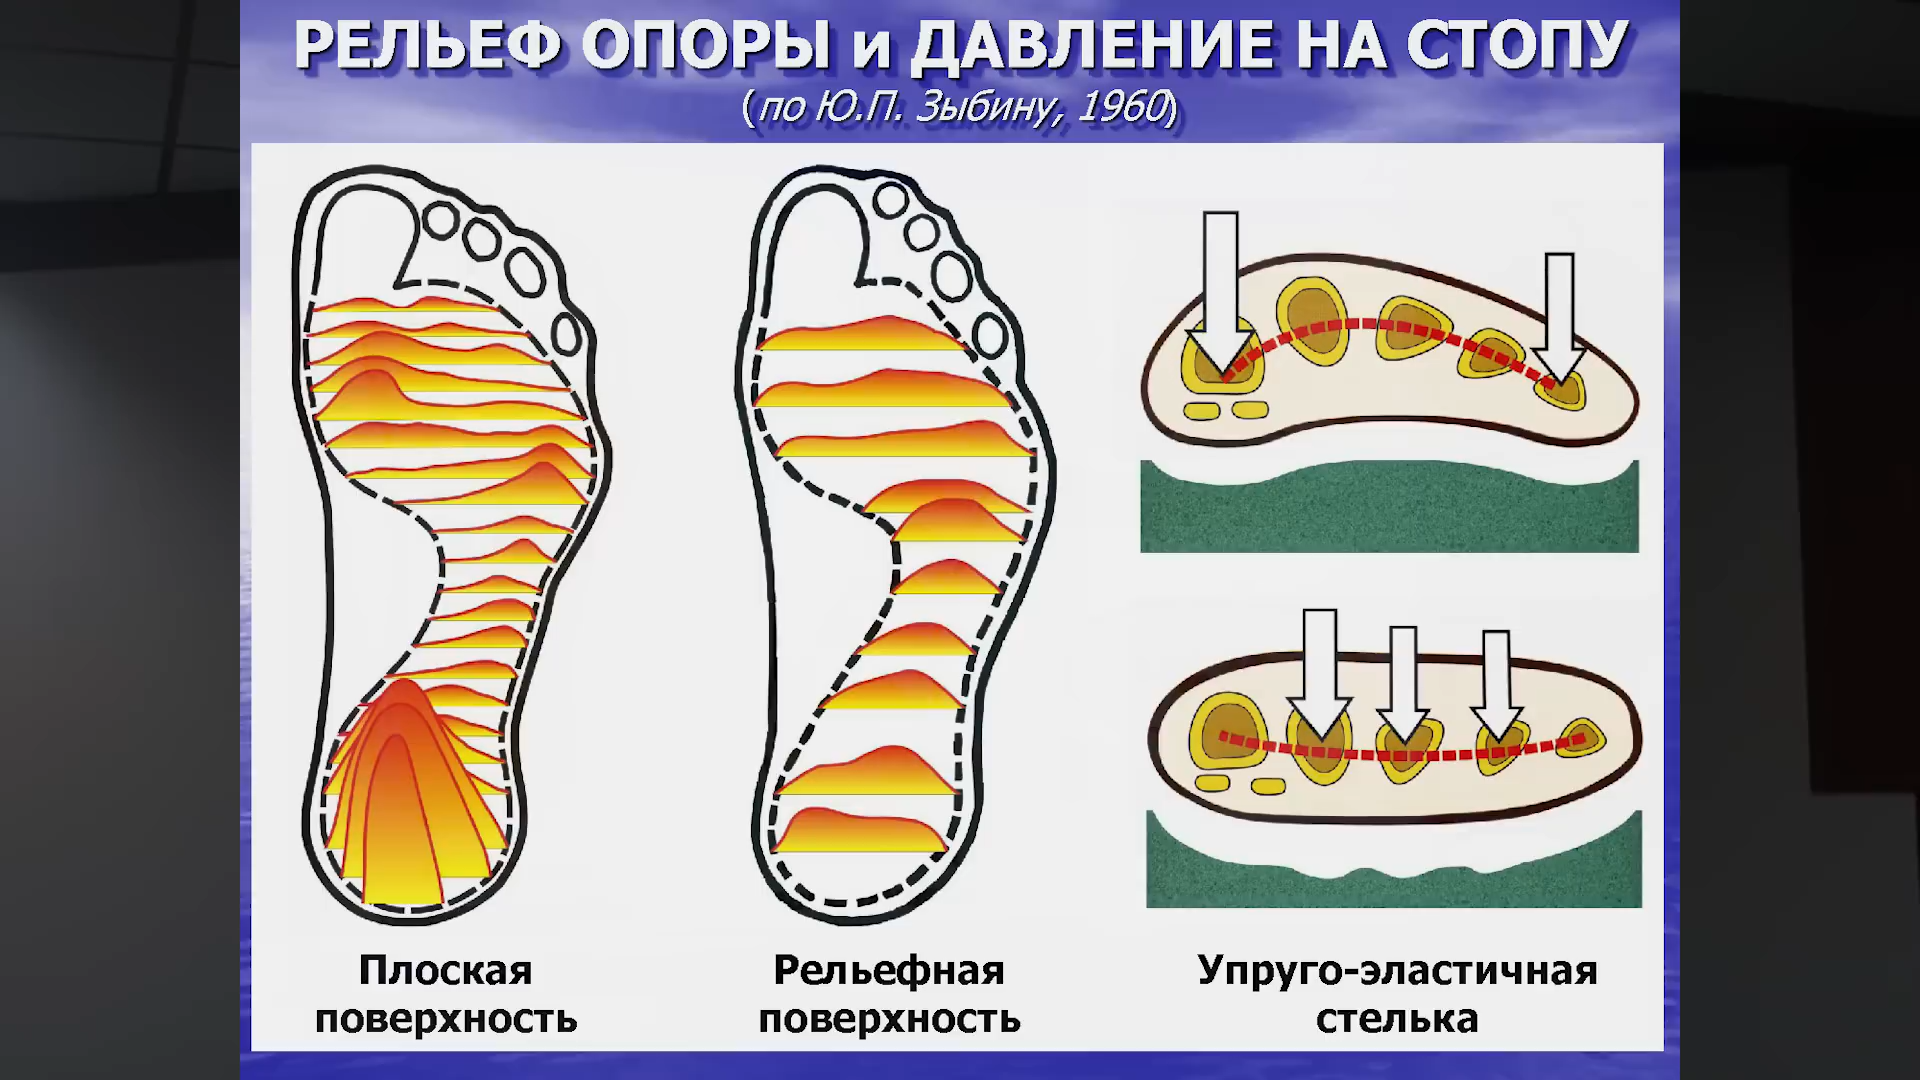 РЕЛЬЕФ ОПОРЫ и ДАВЛЕНИЕ НА СТОПУ
(по Ю.П. Зыбину, 1960)
Плоская
поверхность
Рельефная
поверхность
Упруго-эластичная
стелька